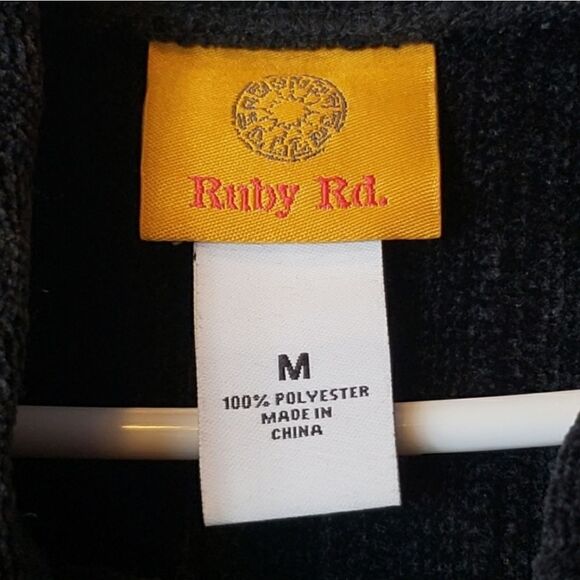 Ruby Rd.
M
100% POLYESTER
MADE IN
CHINA